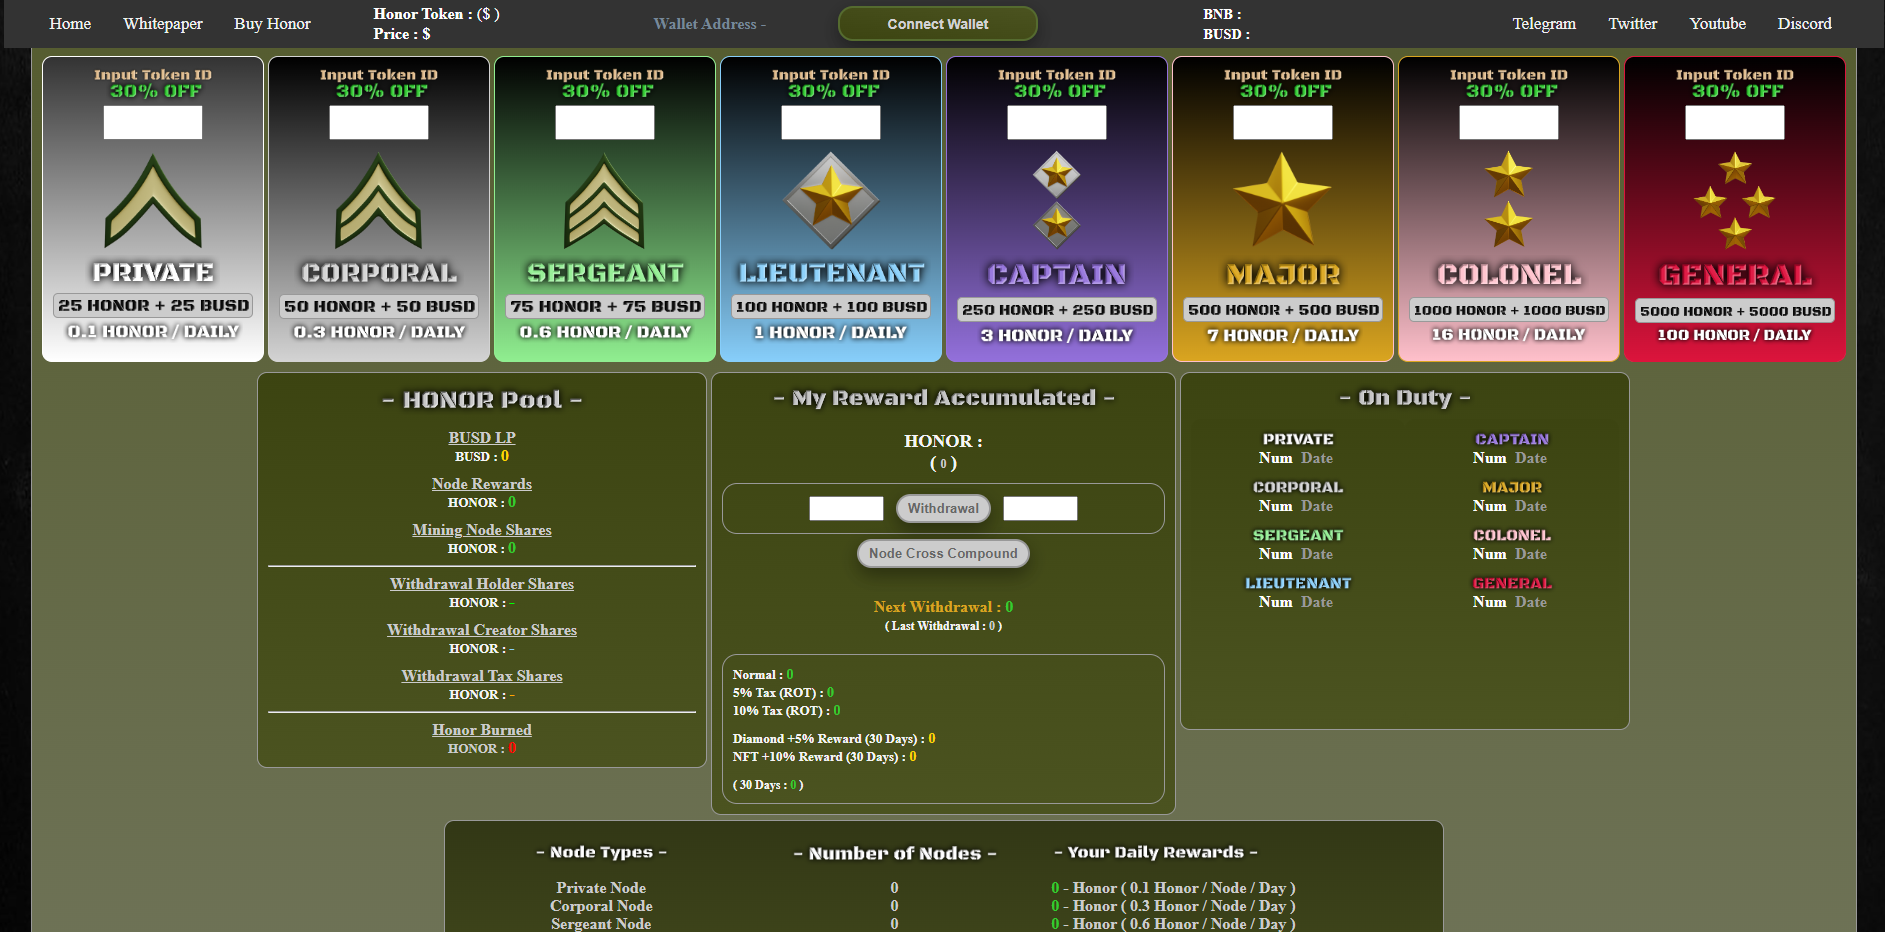 Home Whitepaper Buy Honor
Honor Token : ($ )
Price : $
Wallet Address -
Connect Wallet
BNB :
BUSD :
Telegram Twitter Youtube Discord
Input Token ID
30% OFF
PRIVATE
25 HONOR + 25 BUSD
0.1 HONOR / DAILY
Input Token ID
30% OFF
CORPORAL
50 HONOR + 50 BUSD
0.3 HONOR / DAILY
Input Token ID
30% OFF
SERGEANT
75 HONOR + 75 BUSD
0.6 HONOR / DAILY
Input Token ID
30% OFF
LIEUTENANT
100 HONOR + 100 BUSD
1 HONOR / DAILY
Input Token ID
30% OFF
CAPTAIN
250 HONOR + 250 BUSD
3 HONOR / DAILY
Input Token ID
30% OFF
MAJOR
500 HONOR + 500 BUSD
7 HONOR / DAILY
Input Token ID
30% OFF
COLONEL
1000 HONOR + 1000 BUSD
16 HONOR / DAILY
Input Token ID
30% OFF
GENERAL
5000 HONOR + 5000 BUSD
100 HONOR / DAILY
- HONOR Pool -
BUSD LP
BUSD : 0
Node Rewards
HONOR : 0
Mining Node Shares
HONOR : 0
Withdrawal Holder Shares
HONOR : -
Withdrawal Creator Shares
HONOR : -
Withdrawal Tax Shares
HONOR : -
Honor Burned
HONOR : 0
- My Reward Accumulated -
HONOR :
( 0 )
Withdrawal
Node Cross Compound
Next Withdrawal : 0
( Last Withdrawal : 0 )
Normal : 0
5% Tax (ROT) : 0
10% Tax (ROT) : 0
Diamond +5% Reward (30 Days) : 0
NFT +10% Reward (30 Days) : 0
( 30 Days : 0 )
- On Duty -
PRIVATE
Num Date
CORPORAL
Num Date
SERGEANT
Num Date
LIEUTENANT
Num Date
CAPTAIN
Num Date
MAJOR
Num Date
COLONEL
Num Date
GENERAL
Num Date
- Node Types - - Number of Nodes - - Your Daily Rewards -
Private Node 0 0 - Honor ( 0.1 Honor / Node / Day )
Corporal Node 0 0 - Honor ( 0.3 Honor / Node / Day )
Sergeant Node 0 0 - Honor ( 0.6 Honor / Node / Day )